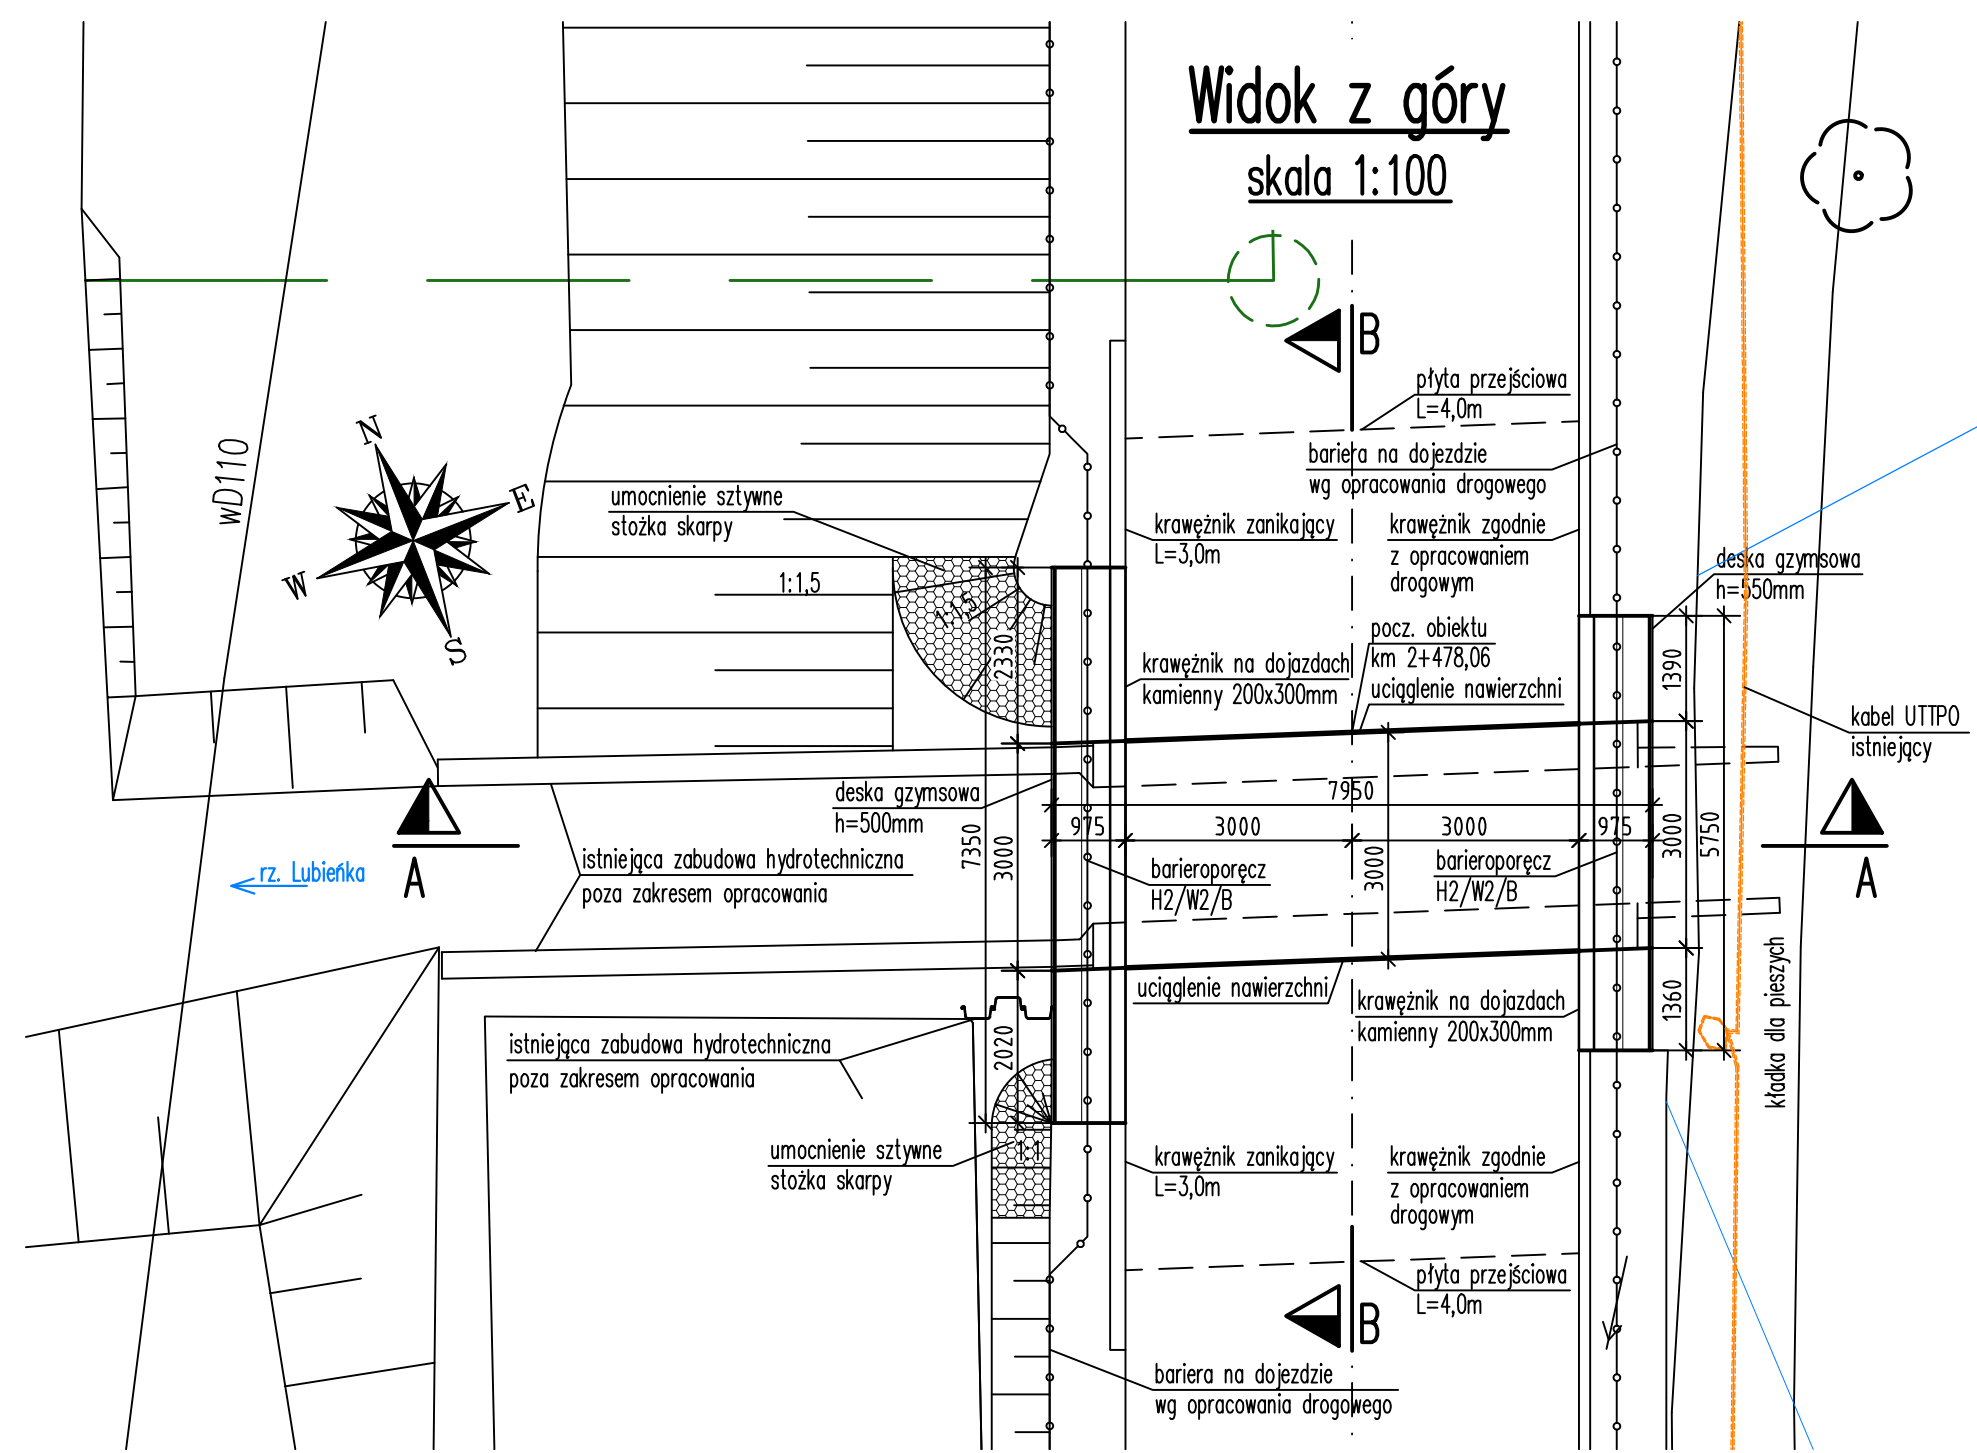 Widok z góry
skala 1:100
B
płyta przejściowa
L=4,0m
bariera na dojezdzie
wg opracowania drogowego
N
E
W
S
wD110
umocnienie sztywne
stożka skarpy
krawężnik zanikający
L=3,0m
krawężnik zgodnie
z opracowaniem
drogowym
deska gzymsowa
h=550mm
1:1,5
1:1,5
2330
pocz. obiektu
km 2+478,06
uciąglenie nawierzchni
krawężnik na dojazdach
kamienny 200x300mm
1390
kabel UTTPO
istniejący
deska gzymsowa
h=500mm
7950
975
3000
3000
975
7350
3000
3000
3000
5750
istniejąca zabudowa hydrotechniczna
poza zakresem opracowania
rz. Lubieńka
A
A
barieroporęcz
H2/W2/B
barieroporęcz
H2/W2/B
uciąglenie nawierzchni
krawężnik na dojazdach
kamienny 200x300mm
1360
kładka dla pieszych
istniejąca zabudowa hydrotechniczna
poza zakresem opracowania
2020
umocnienie sztywne
stożka skarpy
1:1
krawężnik zanikający
L=3,0m
krawężnik zgodnie
z opracowaniem
drogowym
płyta przejściowa
L=4,0m
B
bariera na dojezdzie
wg opracowania drogowego